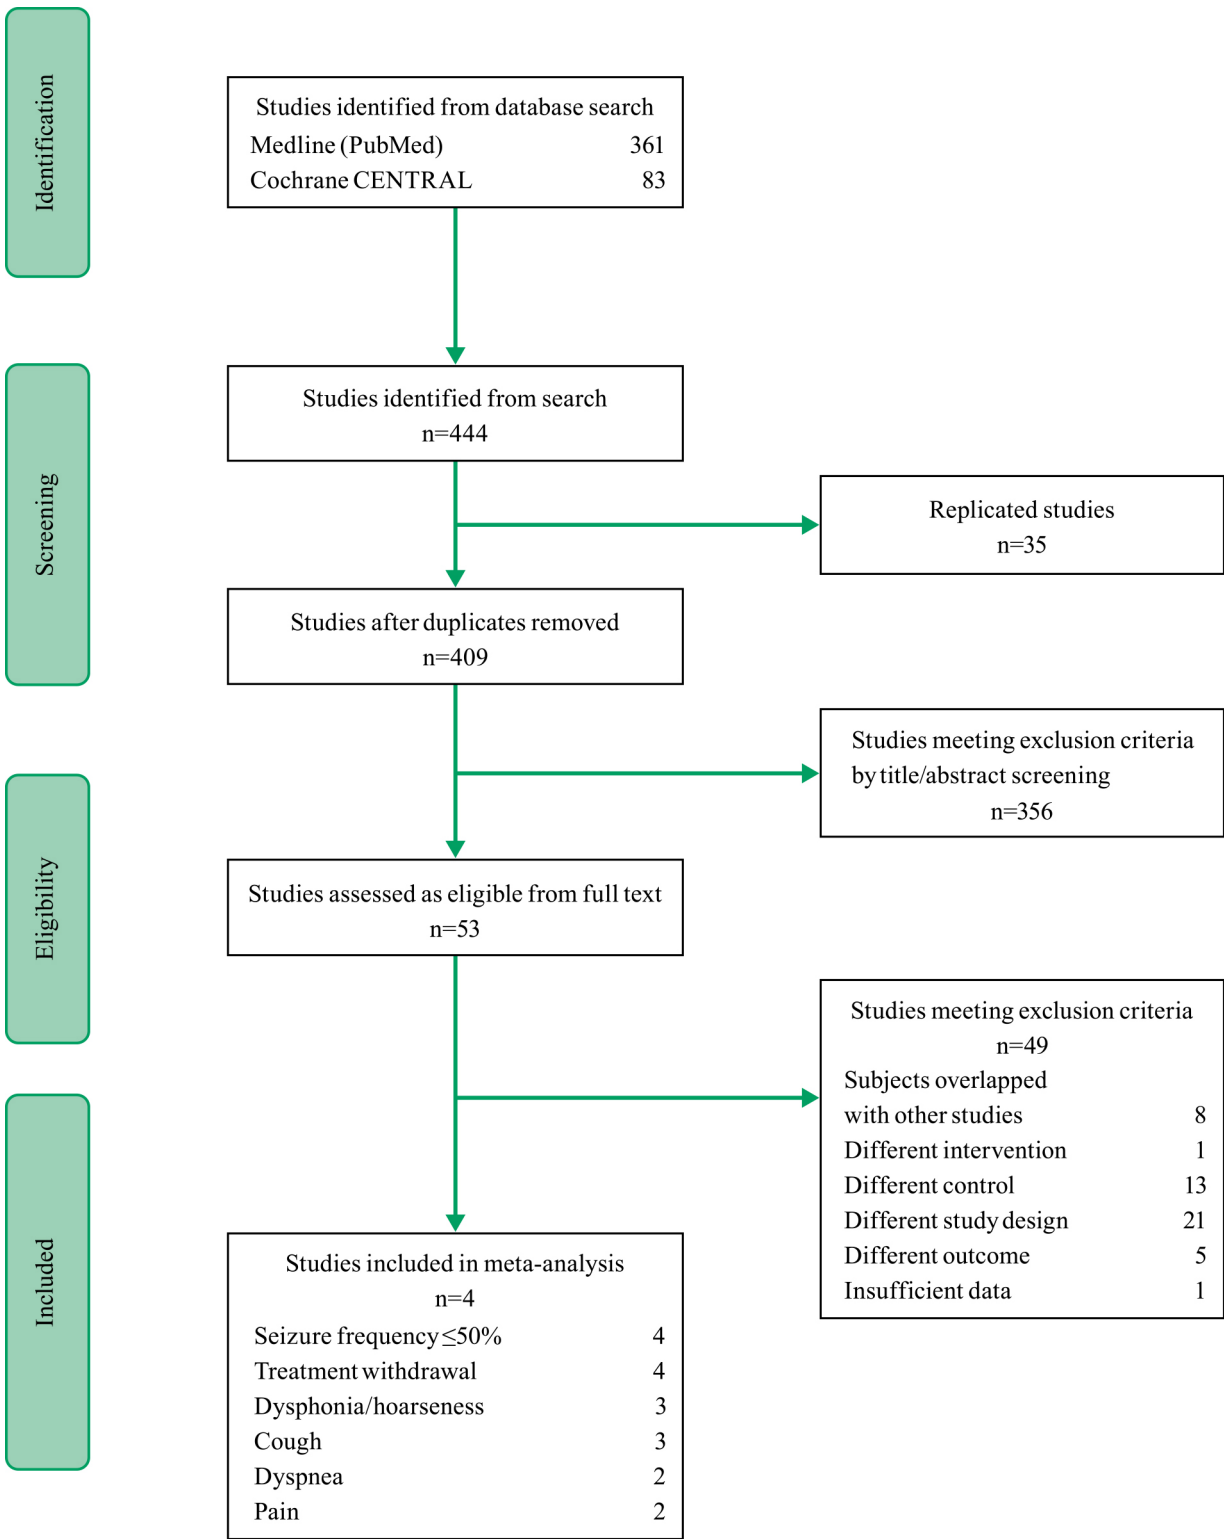 Identification
Studies identified from database search
Medline (PubMed) 361
Cochrane CENTRAL 83
Screening
Studies identified from search
n=444
Replicated studies
n=35
Studies after duplicates removed
n=409
Studies meeting exclusion criteria
by title/abstract screening
n=356
Eligibility
Studies assessed as eligible from full text
n=53
Studies meeting exclusion criteria
n=49
Subjects overlapped
with other studies 8
Different intervention 1
Different control 13
Different study design 21
Different outcome 5
Insufficient data 1
Included
Studies included in meta-analysis
n=4
Seizure frequency ≤50% 4
Treatment withdrawal 4
Dysphonia/hoarseness 3
Cough 3
Dyspnea 2
Pain 2